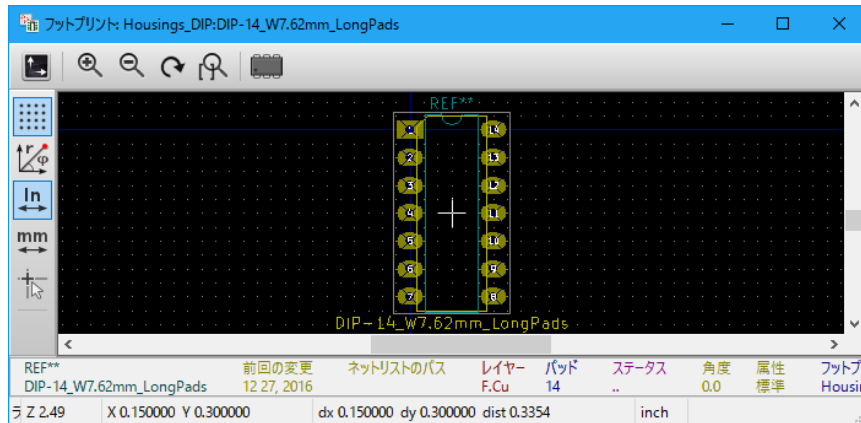 フットプリント: Housings_DIP:DIP-14_W7.62mm_LongPads
In
mm
r
φ
REF**
1
14
2
13
3
12
4
11
5
10
6
9
7
8
DIP-14_W7.62mm_LongPads
REF** 前回の変更 ネットリストのパス レイヤー パッド ステータス 角度 属性 フットプ
DIP-14_W7.62mm_LongPads 12 27, 2016 F.Cu 14 .. 0.0 標準 Housi
Z 2.49 X 0.150000 Y 0.300000 dx 0.150000 dy 0.300000 dist 0.3354 inch